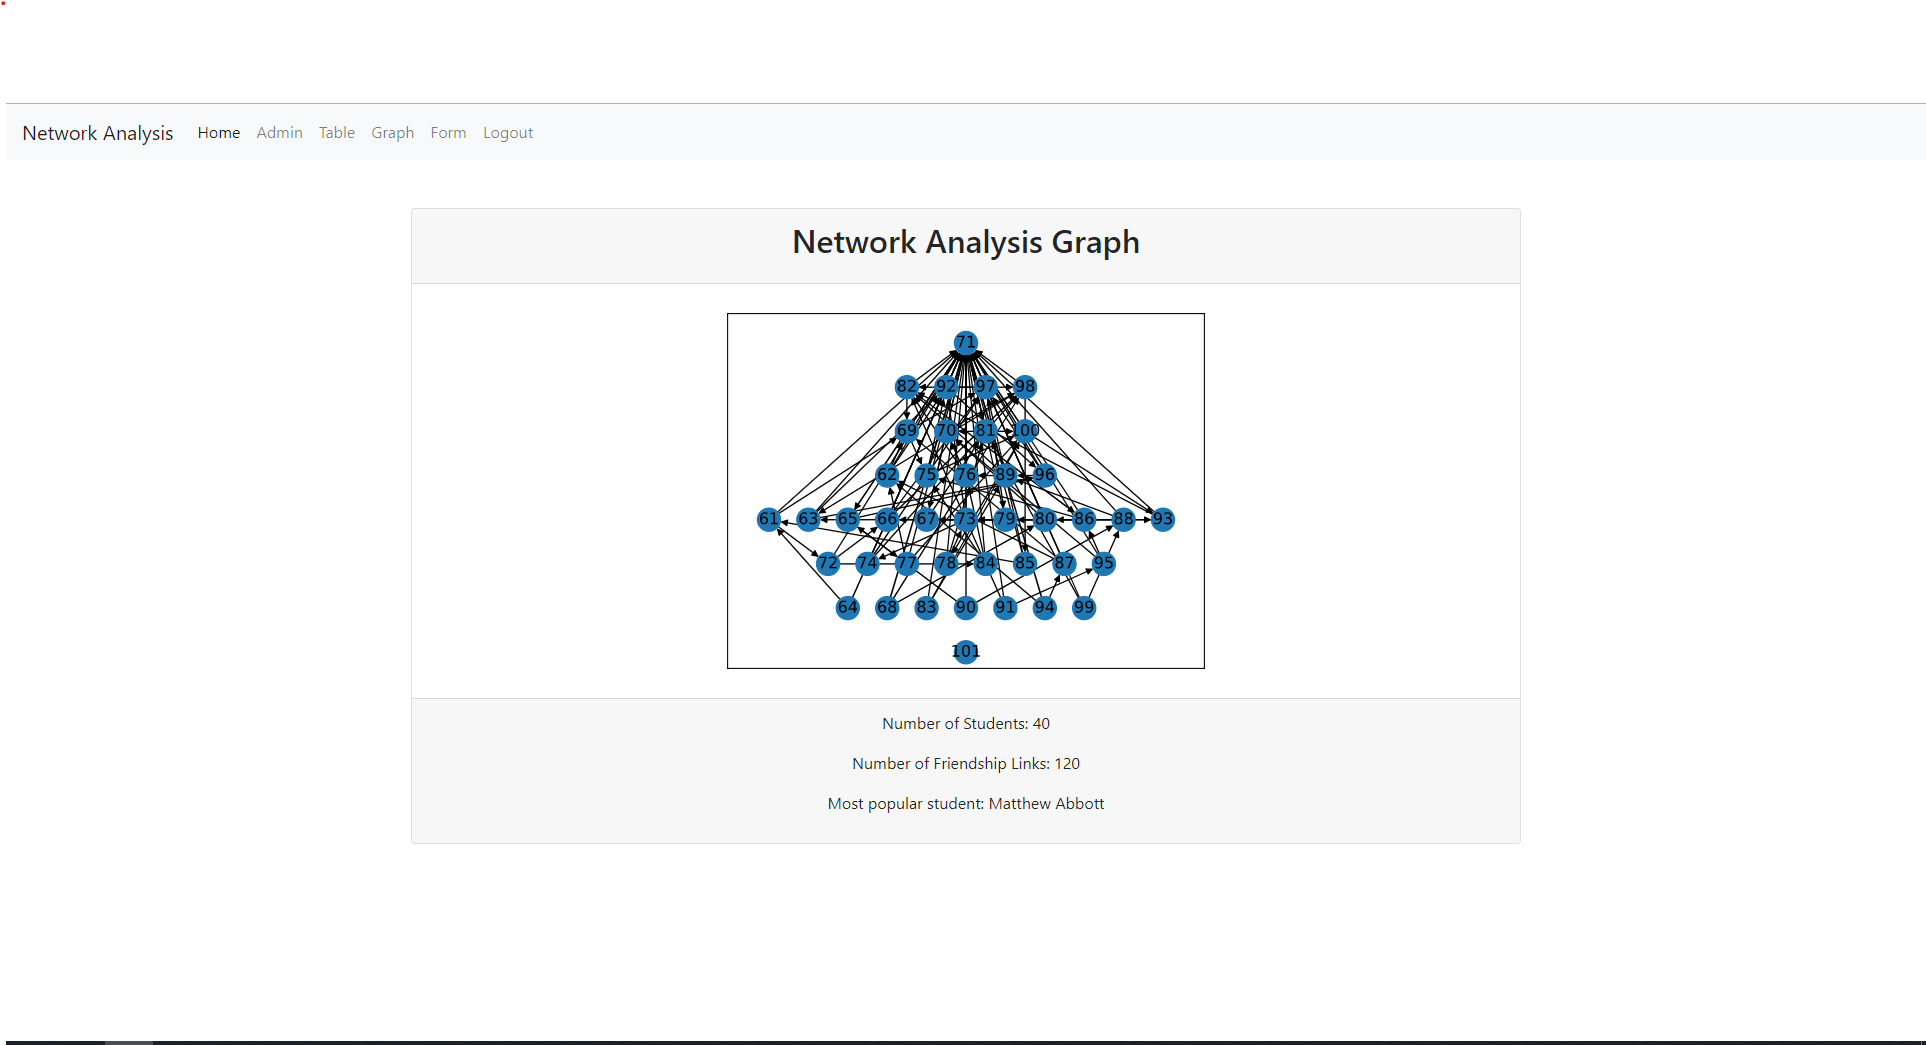 Network Analysis Home Admin Table Graph Form Logout
Network Analysis Graph
71
82 92 97 98
69 70 81 100
62 75 76 89 96
61 63 65 66 67 73 79 80 86 88 93
72 74 77 78 84 85 87 95
64 68 83 90 91 94 99
101
Number of Students: 40
Number of Friendship Links: 120
Most popular student: Matthew Abbott